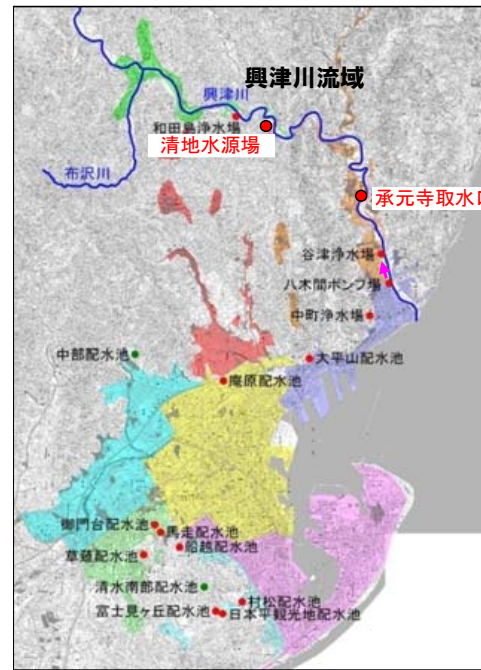 興津川流域
興津川
和田島浄水場
清地水源場
布沢川
承元寺取水口
谷津浄水場
八木間ポンプ場
中町浄水場
中部配水池
大平山配水池
庵原配水池
御門台配水池
馬走配水池
船越配水池
草薙配水池
清水南部配水池
村松配水池
富士見ヶ丘配水池
日本平観光地配水池